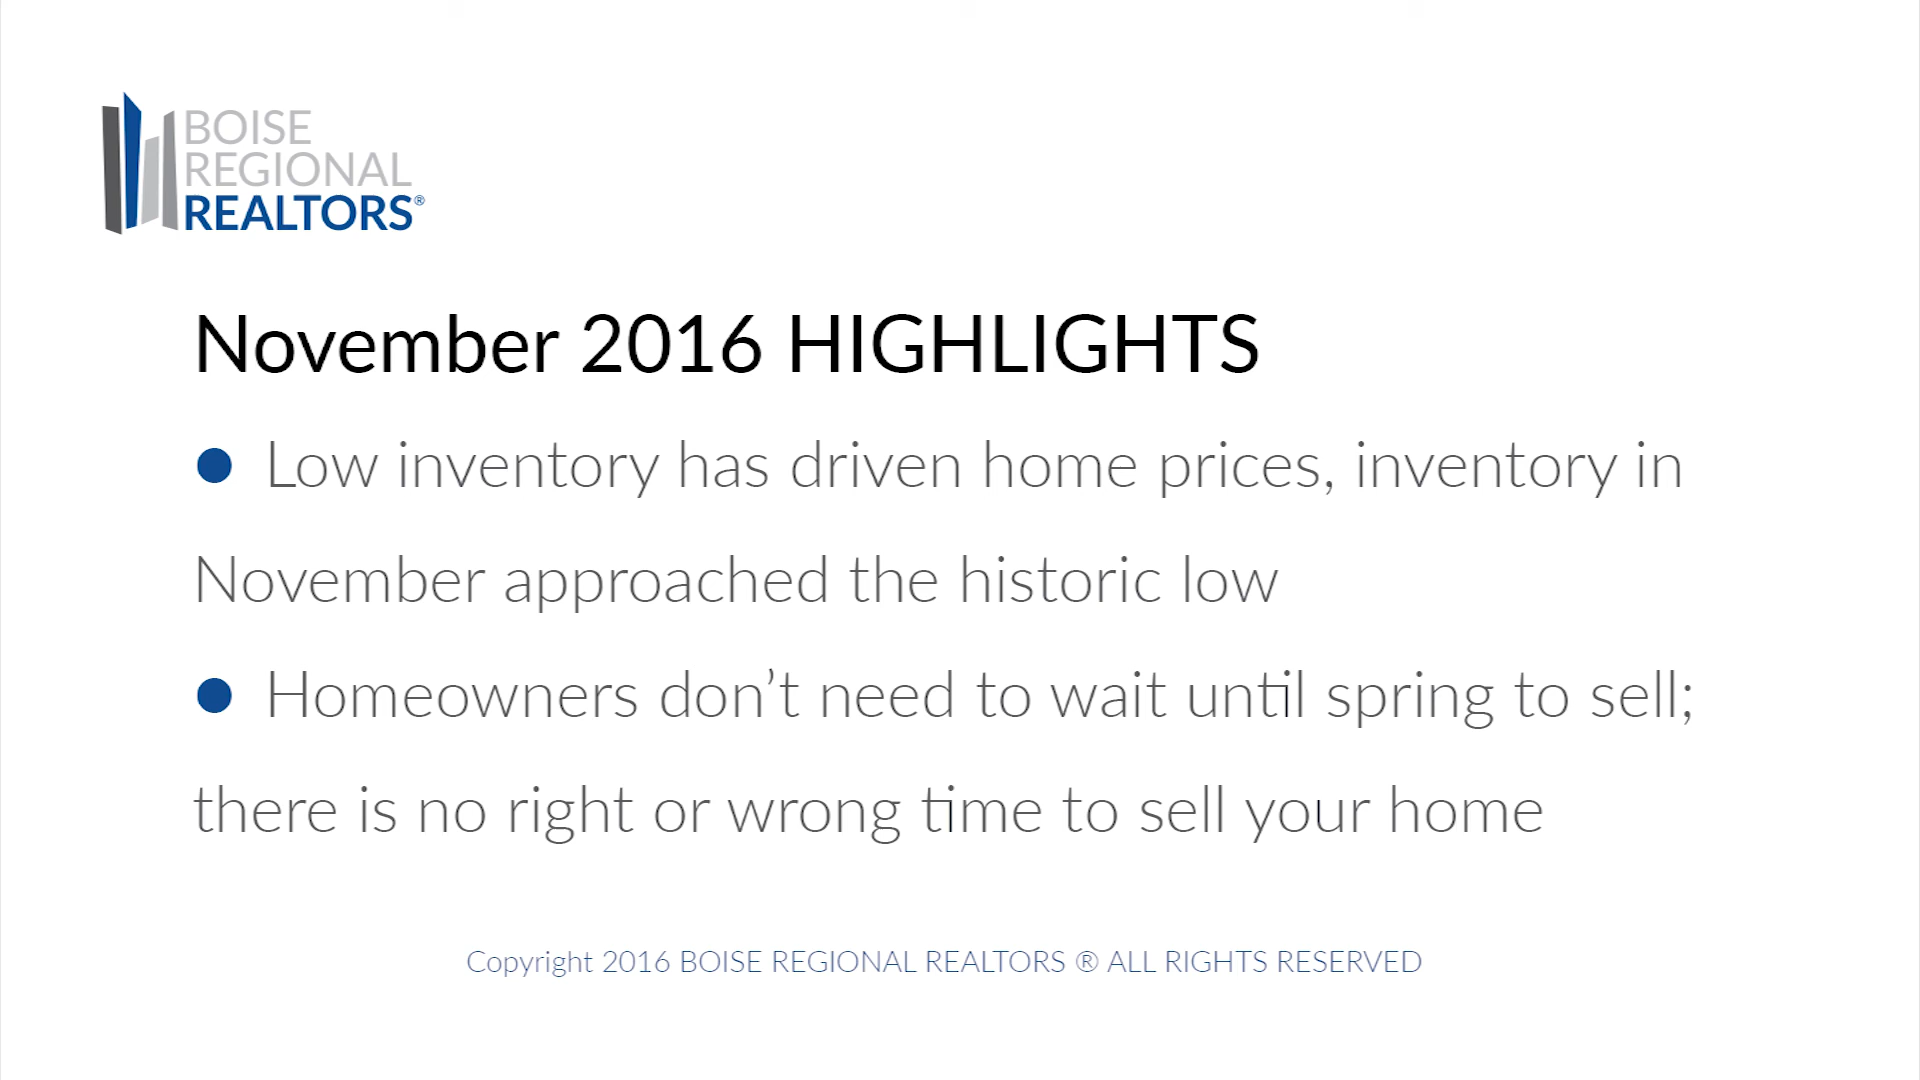 BOISE
REGIONAL
REALTORS®
November 2016 HIGHLIGHTS
● Low inventory has driven home prices, inventory in
November approached the historic low
● Homeowners don’t need to wait until spring to sell;
there is no right or wrong time to sell your home
Copyright 2016 BOISE REGIONAL REALTORS ® ALL RIGHTS RESERVED